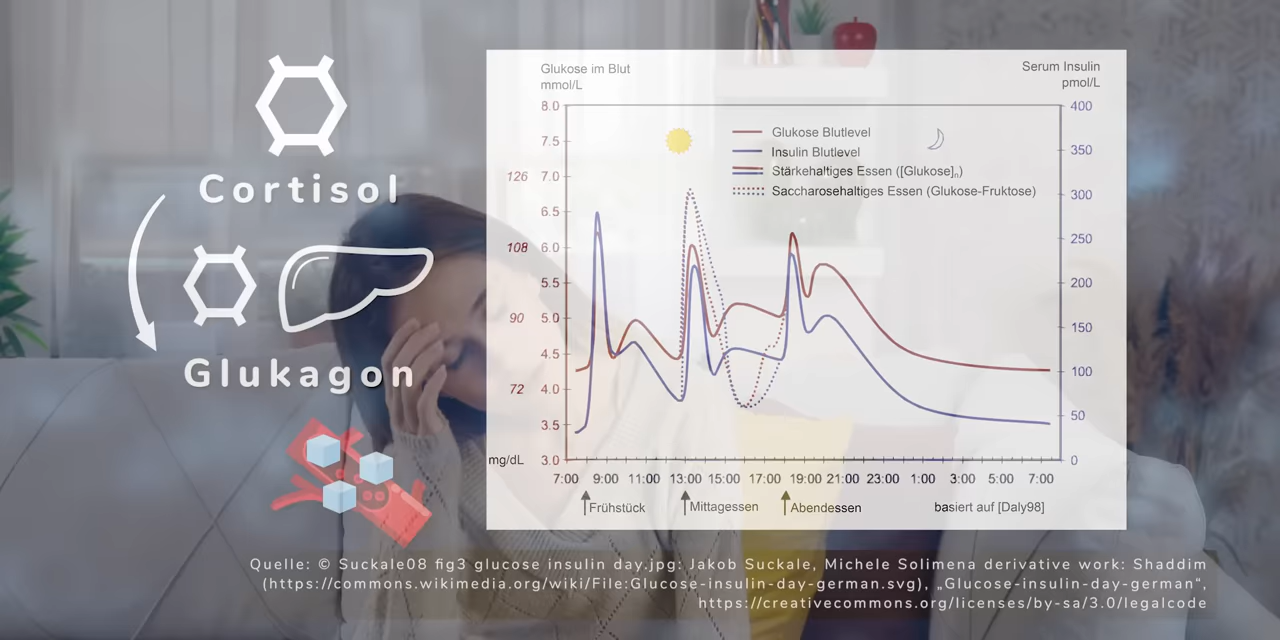 Cortisol
Glukagon
Glukose im Blut
mmol/L
Serum Insulin
pmol/L
8.0
7.5
126 7.0
6.5
108 6.0
5.5
90 5.0
4.5
72 4.0
3.5
mg/dL 3.0
400
350
300
250
200
150
100
50
0
Glukose Blutlevel
Insulin Blutlevel
Stärkehaltiges Essen ([Glukose]ₙ)
Saccharosehaltiges Essen (Glukose-Fruktose)
7:00 9:00 11:00 13:00 15:00 17:00 19:00 21:00 23:00 1:00 3:00 5:00 7:00
Frühstück Mittagessen Abendessen basiert auf [Daly98]
Quelle: © Suckale08 fig3 glucose insulin day.jpg: Jakob Suckale, Michele Solimena derivative work: Shaddim
(https://commons.wikimedia.org/wiki/File:Glucose-insulin-day-german.svg), „Glucose-insulin-day-german“,
https://creativecommons.org/licenses/by-sa/3.0/legalcode